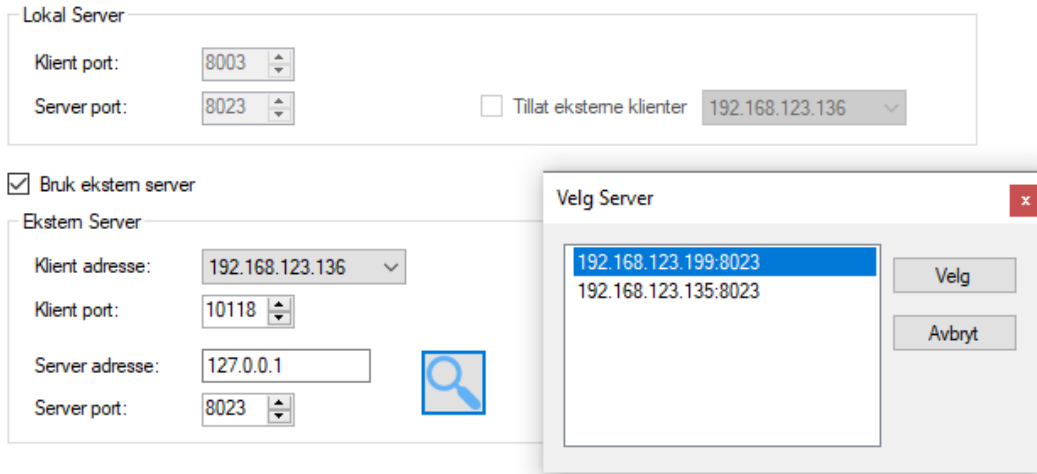 Lokal Server
Klient port: 8003
Server port: 8023
Tillat eksterne klienter 192.168.123.136
Bruk ekstern server
Ekstern Server
Klient adresse: 192.168.123.136
Klient port: 10118
Server adresse: 127.0.0.1
Server port: 8023
Velg Server
x
192.168.123.199:8023
192.168.123.135:8023
Velg
Avbryt